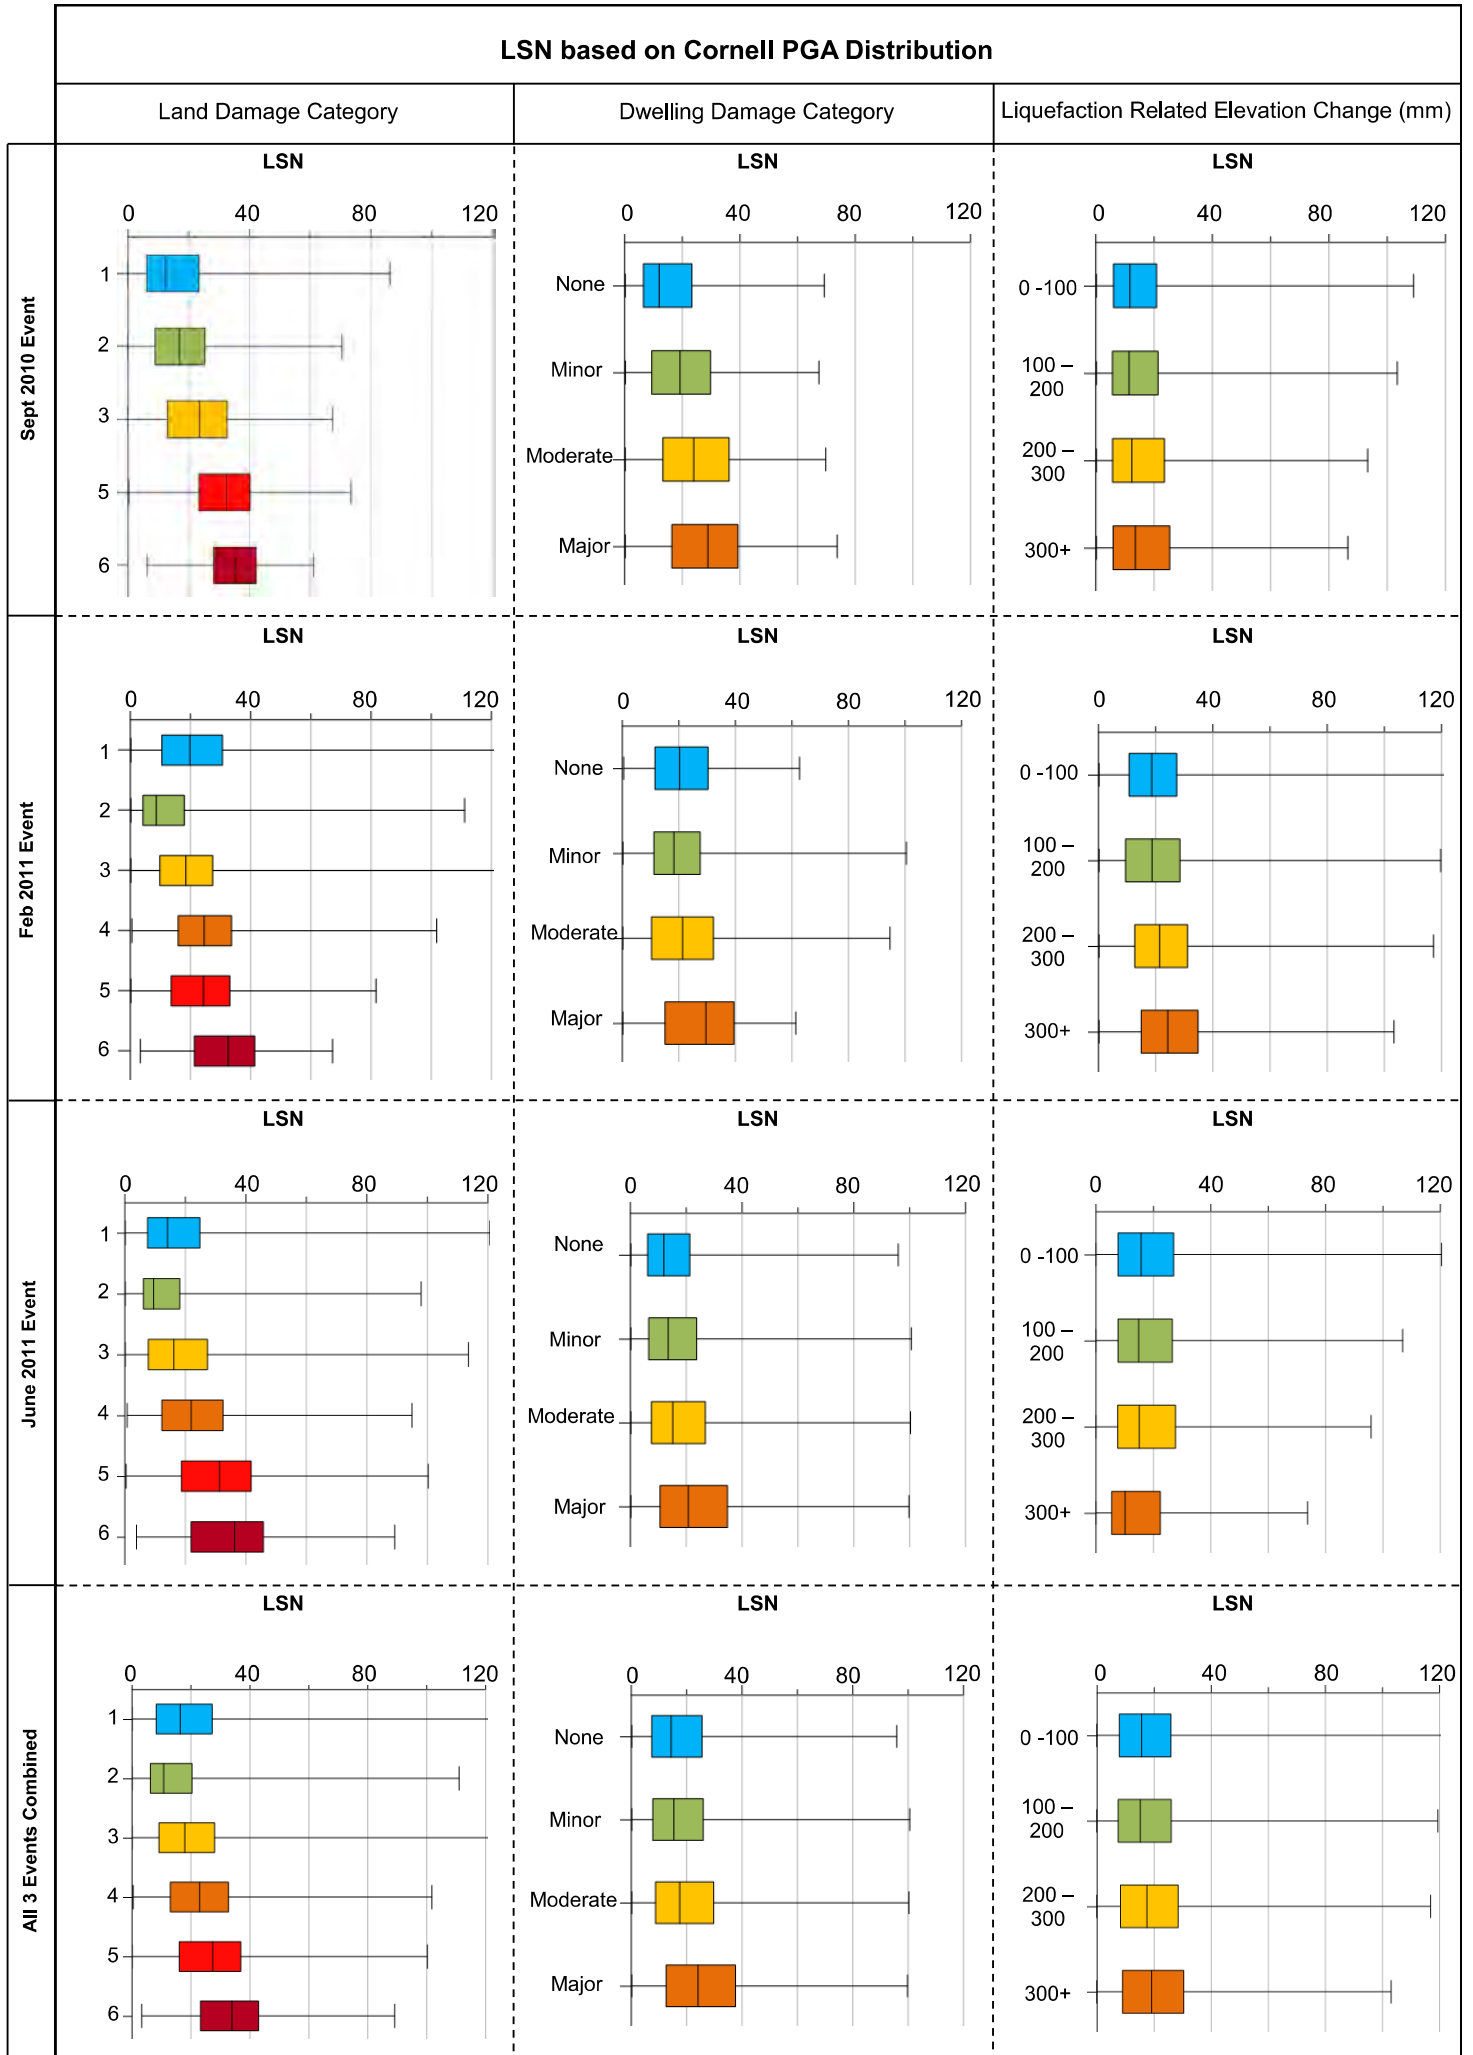 LSN based on Cornell PGA Distribution
Land Damage Category
Dwelling Damage Category
Liquefaction Related Elevation Change (mm)
Sept 2010 Event
LSN
0 40 80 120
1
2
3
5
6
LSN
0 40 80 120
None
Minor
Moderate
Major
LSN
0 40 80 120
0 -100
100 –
200
200 –
300
300+
Feb 2011 Event
LSN
0 40 80 120
1
2
3
4
5
6
LSN
0 40 80 120
None
Minor
Moderate
Major
LSN
0 40 80 120
0 -100
100 –
200
200 –
300
300+
June 2011 Event
LSN
0 40 80 120
1
2
3
4
5
6
LSN
0 40 80 120
None
Minor
Moderate
Major
LSN
0 40 80 120
0 -100
100 –
200
200 –
300
300+
All 3 Events Combined
LSN
0 40 80 120
1
2
3
4
5
6
LSN
0 40 80 120
None
Minor
Moderate
Major
LSN
0 40 80 120
0 -100
100 –
200
200 –
300
300+